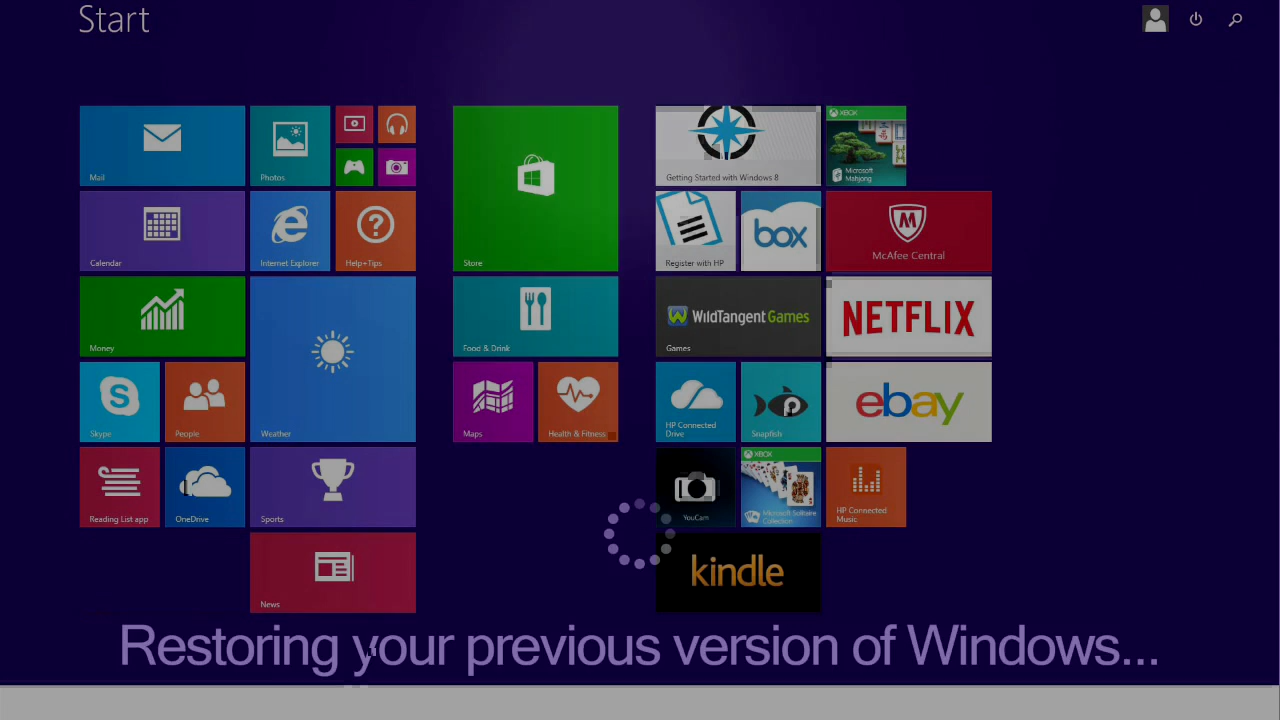 Start
Mail
Photos
Calendar
Internet Explorer
Help+Tips
Money
Skype
People
Weather
Reading List app
OneDrive
Sports
News
Store
Food & Drink
Maps
Health & Fitness
Getting Started with Windows 8
XBOX
Microsoft
Mahjong
Register with HP
box
McAfee Central
WildTangent Games
Games
NETFLIX
HP Connected
Drive
Snapfish
ebay
YouCam
XBOX
Microsoft Solitaire
Collection
HP Connected
Music
kindle
Restoring your previous version of Windows...